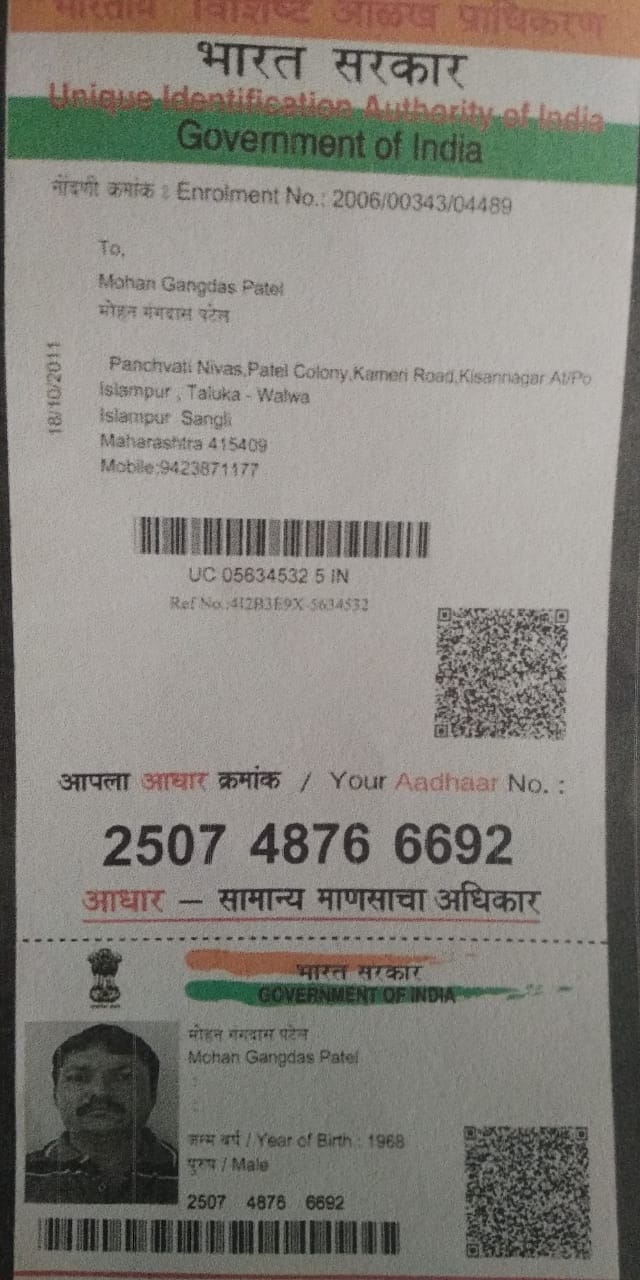 भारतीय विशिष्ट ओळख प्राधिकरण
भारत सरकार
Unique Identification Authority of India
Government of India
नोंदणी क्रमांक : Enrolment No.: 2006/00343/04489
To,
Mohan Gangdas Patel
मोहन गंगदास पटेल
Panchvati Nivas,Patel Colony,Kameri Road,Kisannagar At/Po
Islampur , Taluka - Walwa
Islampur Sangli
Maharashtra 415409
Mobile:9423871177
18/10/2011
UC 05634532 5 IN
Ref No.:412B3E9X-5634532
आपला आधार क्रमांक / Your Aadhaar No. :
2507 4876 6692
आधार – सामान्य माणसाचा अधिकार
भारत सरकार
GOVERNMENT OF INDIA
मोहन गंगदास पटेल
Mohan Gangdas Patel
जन्म वर्ष / Year of Birth : 1968
पुरुष / Male
2507 4876 6692